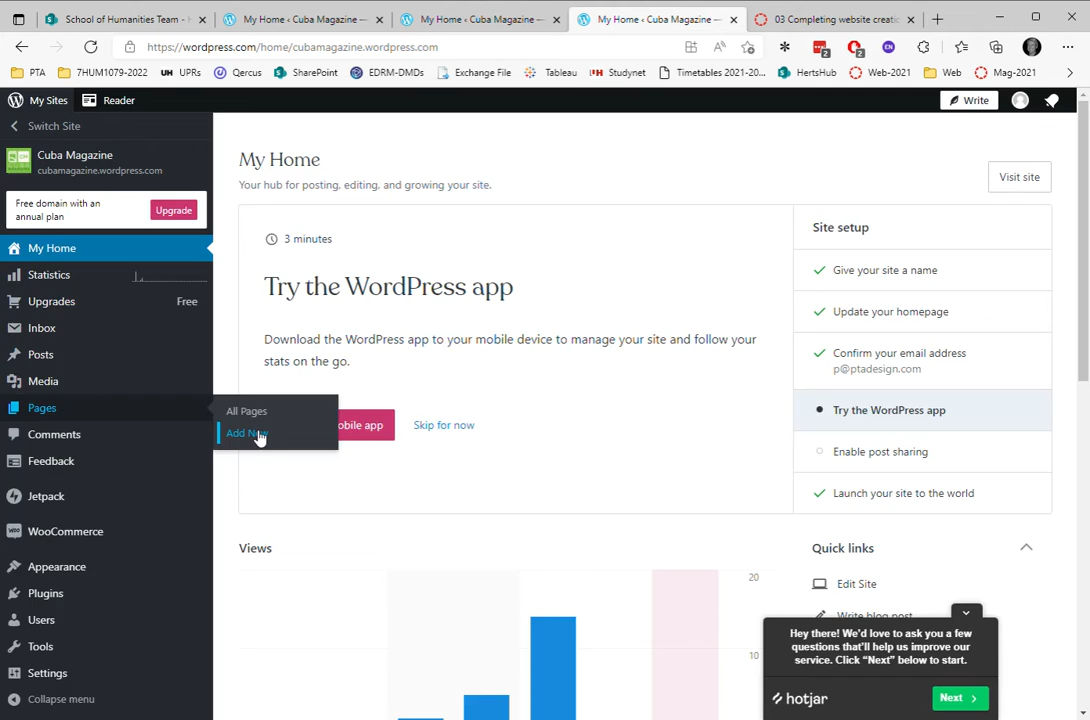 School of Humanities Team - H
My Home ‹ Cuba Magazine —
My Home ‹ Cuba Magazine —
My Home ‹ Cuba Magazine —
03 Completing website creatio
https://wordpress.com/home/cubamagazine.wordpress.com
PTA
7HUM1079-2022
UH UPRs
Qercus
SharePoint
EDRM-DMDs
Exchange File
Tableau
Studynet
Timetables 2021-20...
HertsHub
Web-2021
Web
Mag-2021
2
2
EN
My Sites
Reader
Write
Switch Site
Cuba Magazine
cubamagazine.wordpress.com
Free domain with an
annual plan
Upgrade
My Home
Statistics
Upgrades
Free
Inbox
Posts
Media
Pages
All Pages
Add New
Comments
Feedback
Jetpack
WooCommerce
Appearance
Plugins
Users
Tools
Settings
Collapse menu
My Home
Your hub for posting, editing, and growing your site.
Visit site
3 minutes
Try the WordPress app
Download the WordPress app to your mobile device to manage your site and follow your
stats on the go.
obile app
Skip for now
Site setup
Give your site a name
Update your homepage
Confirm your email address
p@ptadesign.com
Try the WordPress app
Enable post sharing
Launch your site to the world
Views
20
10
Quick links
Edit Site
Write blog post
Hey there! We'd love to ask you a few
questions that'll help us improve our
service. Click "Next" below to start.
hotjar
Next